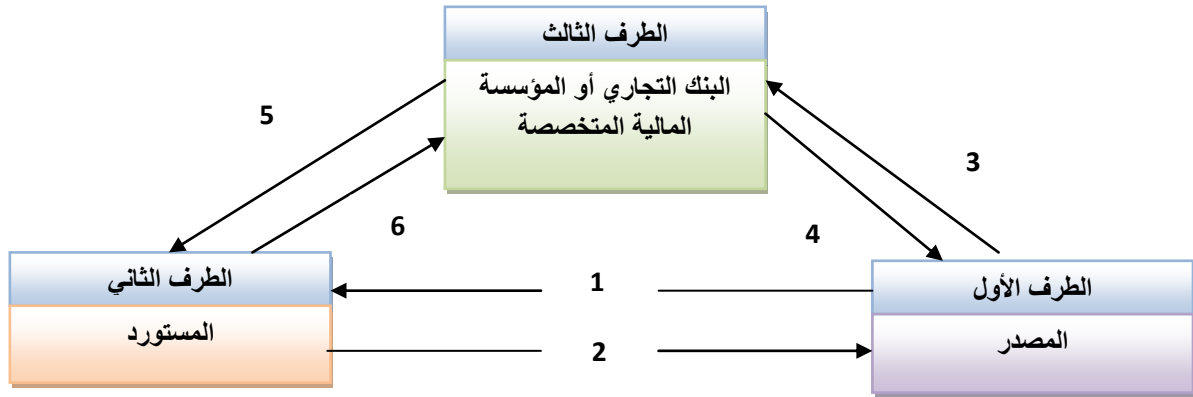 الطرف الثالث
البنك التجاري أو المؤسسة
المالية المتخصصة
5
3
6
4
الطرف الأول
المصدر
1
2
الطرف الثاني
المستورد